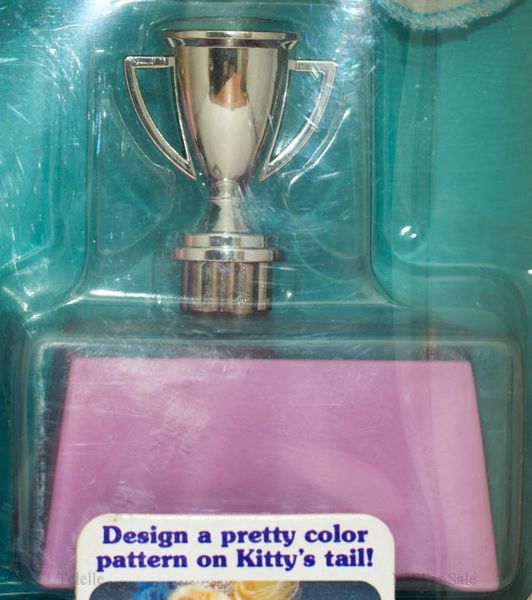 Design a pretty color
pattern on Kitty's tail!